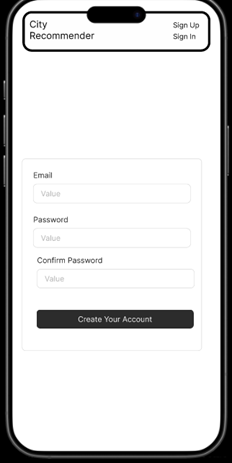 City
Recommender
Sign Up
Sign In
Email
Value
Password
Value
Confirm Password
Value
Create Your Account